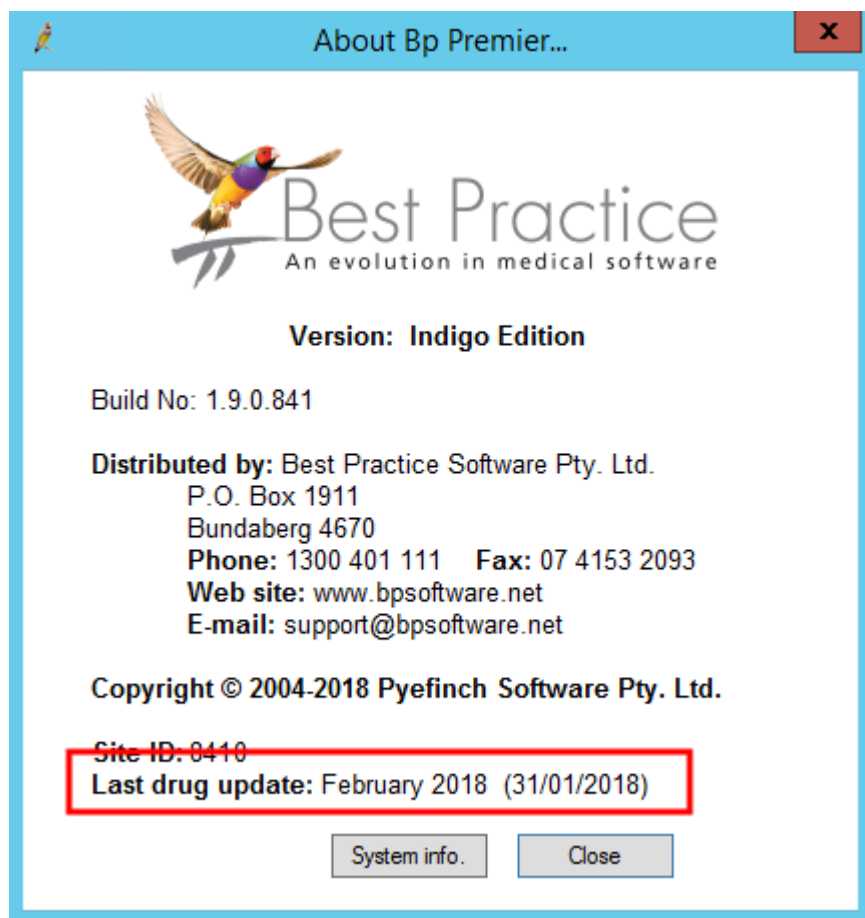 About Bp Premier...
x
Best Practice
An evolution in medical software
Version: Indigo Edition
Build No: 1.9.0.841
Distributed by: Best Practice Software Pty. Ltd.
P.O. Box 1911
Bundaberg 4670
Phone: 1300 401 111 Fax: 07 4153 2093
Web site: www.bpsoftware.net
E-mail: support@bpsoftware.net
Copyright © 2004-2018 Pyefinch Software Pty. Ltd.
Site ID: 8410
Last drug update: February 2018 (31/01/2018)
System info. Close